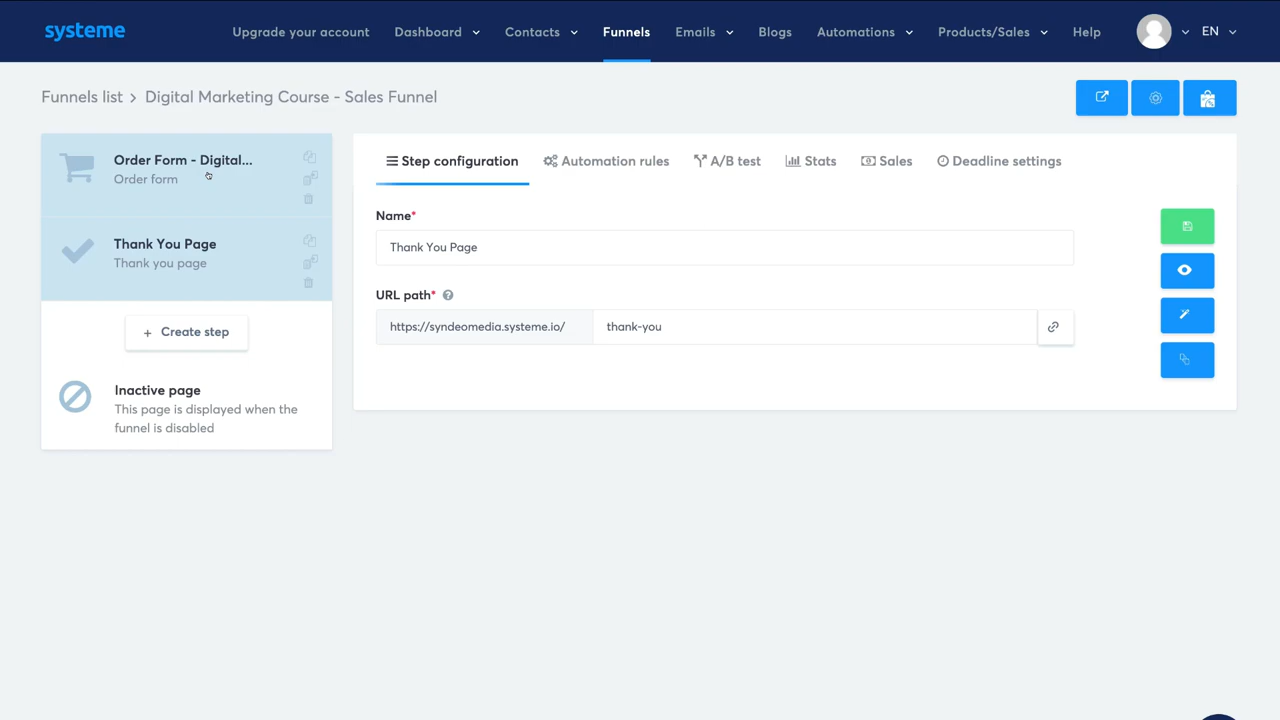 systeme
Upgrade your account Dashboard Contacts Funnels Emails Blogs Automations Products/Sales Help EN
Funnels list > Digital Marketing Course - Sales Funnel
Order Form - Digital...
Order form
Thank You Page
Thank you page
+ Create step
Inactive page
This page is displayed when the
funnel is disabled
Step configuration Automation rules A/B test Stats Sales Deadline settings
Name*
Thank You Page
URL path* ?
https://syndeomedia.systeme.io/ thank-you